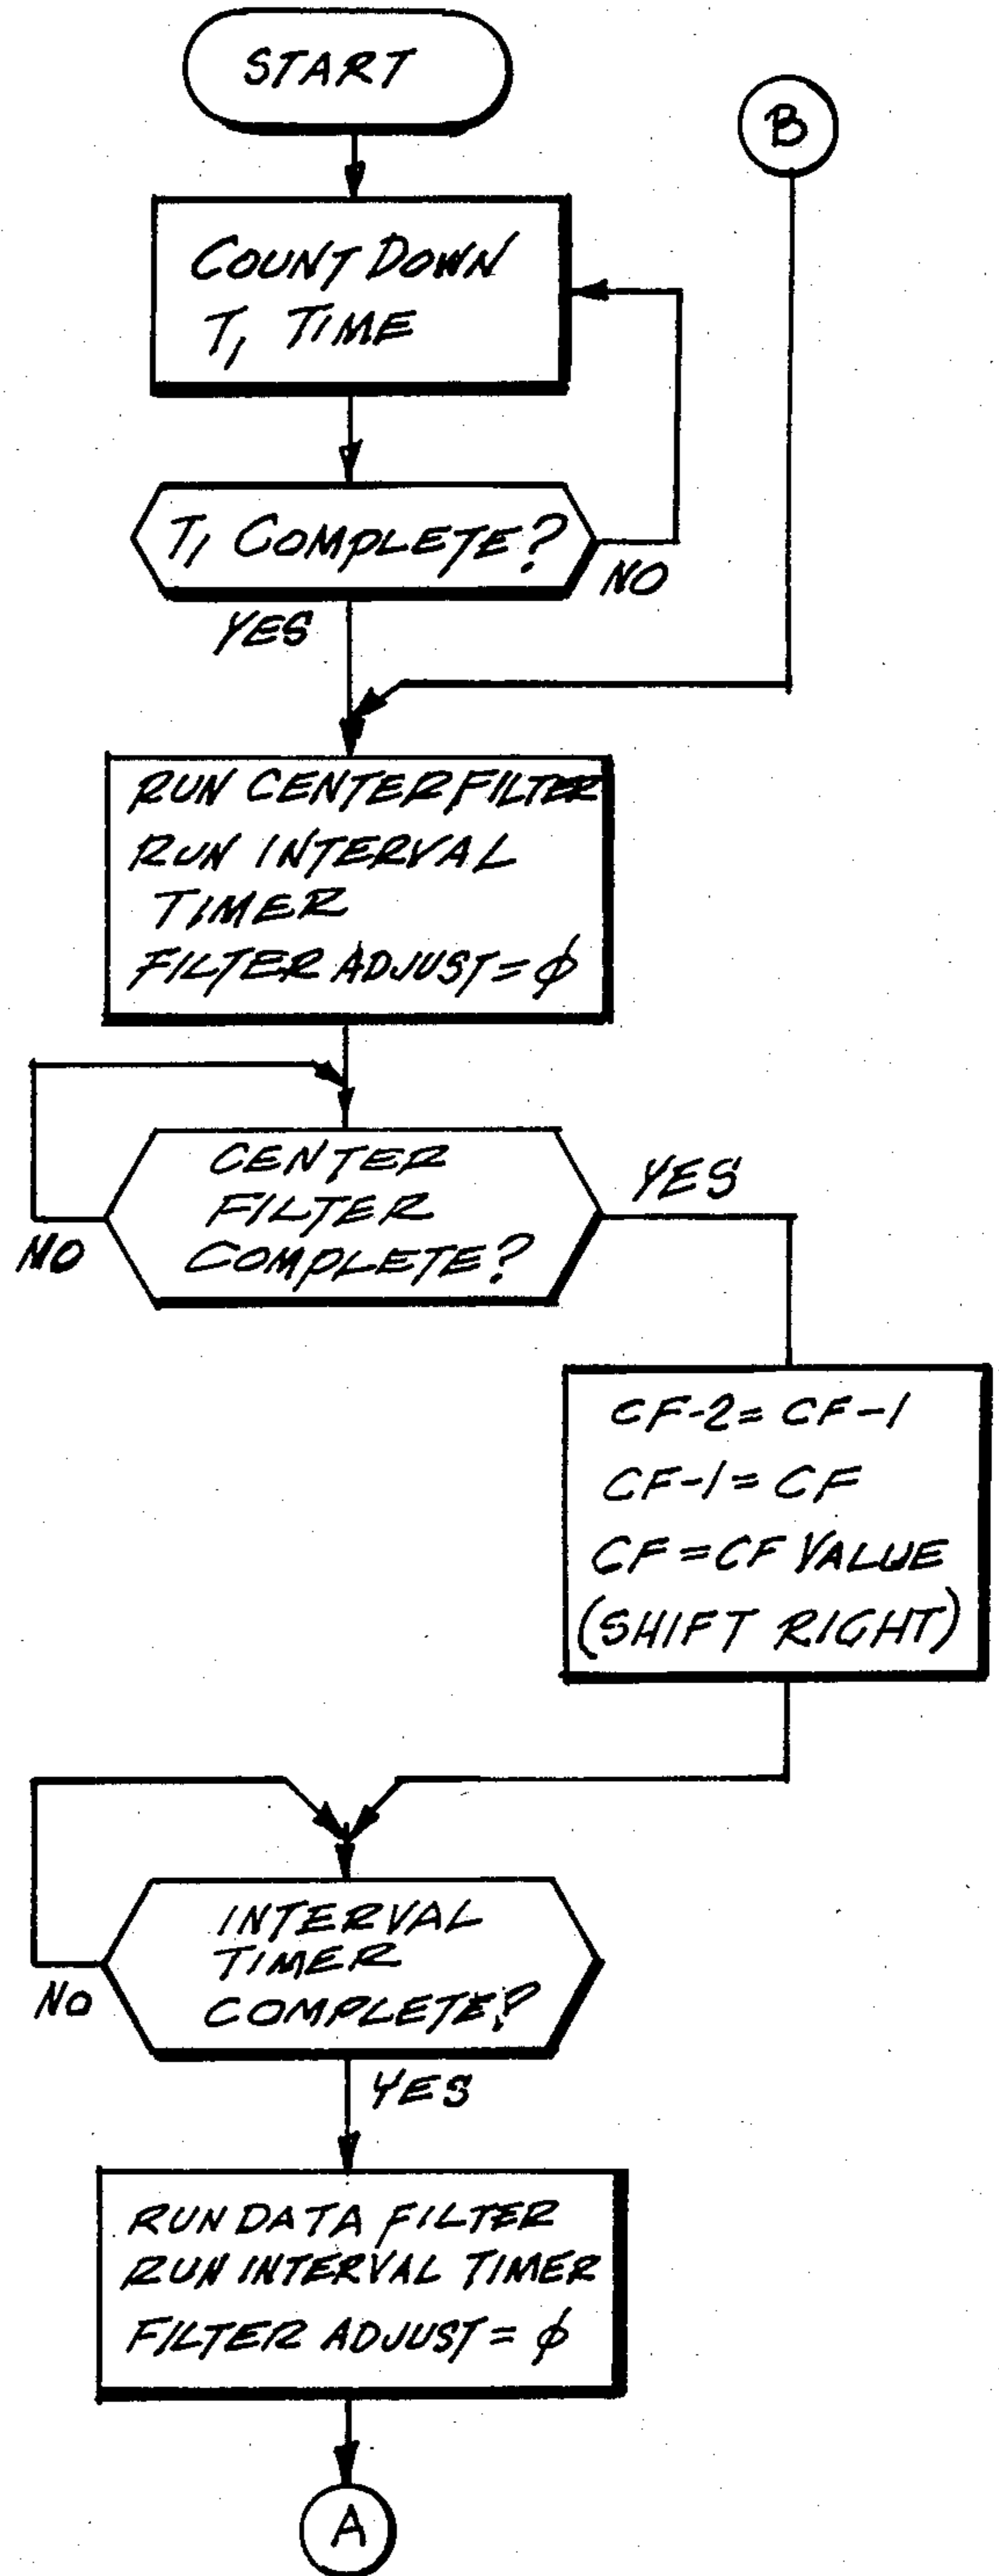 START
B
COUNT DOWN
T, TIME
T, COMPLETE?
NO
YES
RUN CENTER FILTER
RUN INTERVAL
TIMER
FILTER ADJUST = ϕ
CENTER
FILTER
COMPLETE?
YES
NO
CF-2 = CF-1
CF-1 = CF
CF = CF VALUE
(SHIFT RIGHT)
INTERVAL
TIMER
COMPLETE?
NO
YES
RUN DATA FILTER
RUN INTERVAL TIMER
FILTER ADJUST = ϕ
A